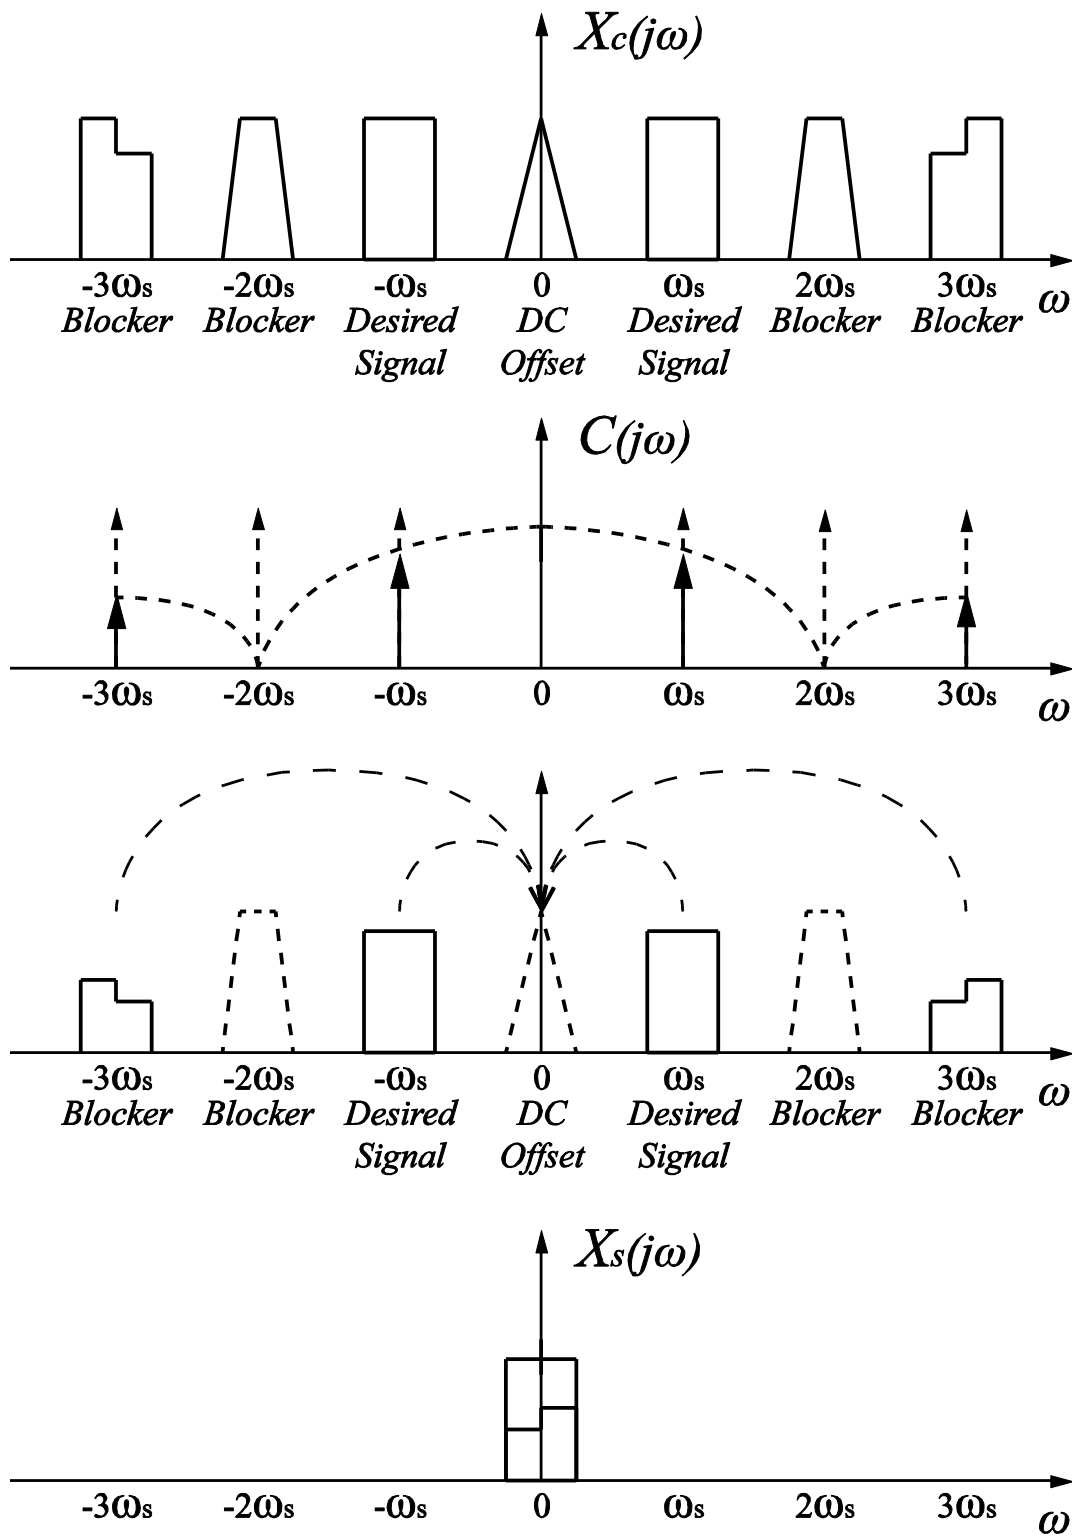 Xc(jω)
-3ωs -2ωs -ωs 0 ωs 2ωs 3ωs ω
Blocker Blocker Desired DC Desired Blocker Blocker
Signal Offset Signal
C(jω)
-3ωs -2ωs -ωs 0 ωs 2ωs 3ωs ω
-3ωs -2ωs -ωs 0 ωs 2ωs 3ωs ω
Blocker Blocker Desired DC Desired Blocker Blocker
Signal Offset Signal
Xs(jω)
-3ωs -2ωs -ωs 0 ωs 2ωs 3ωs ω